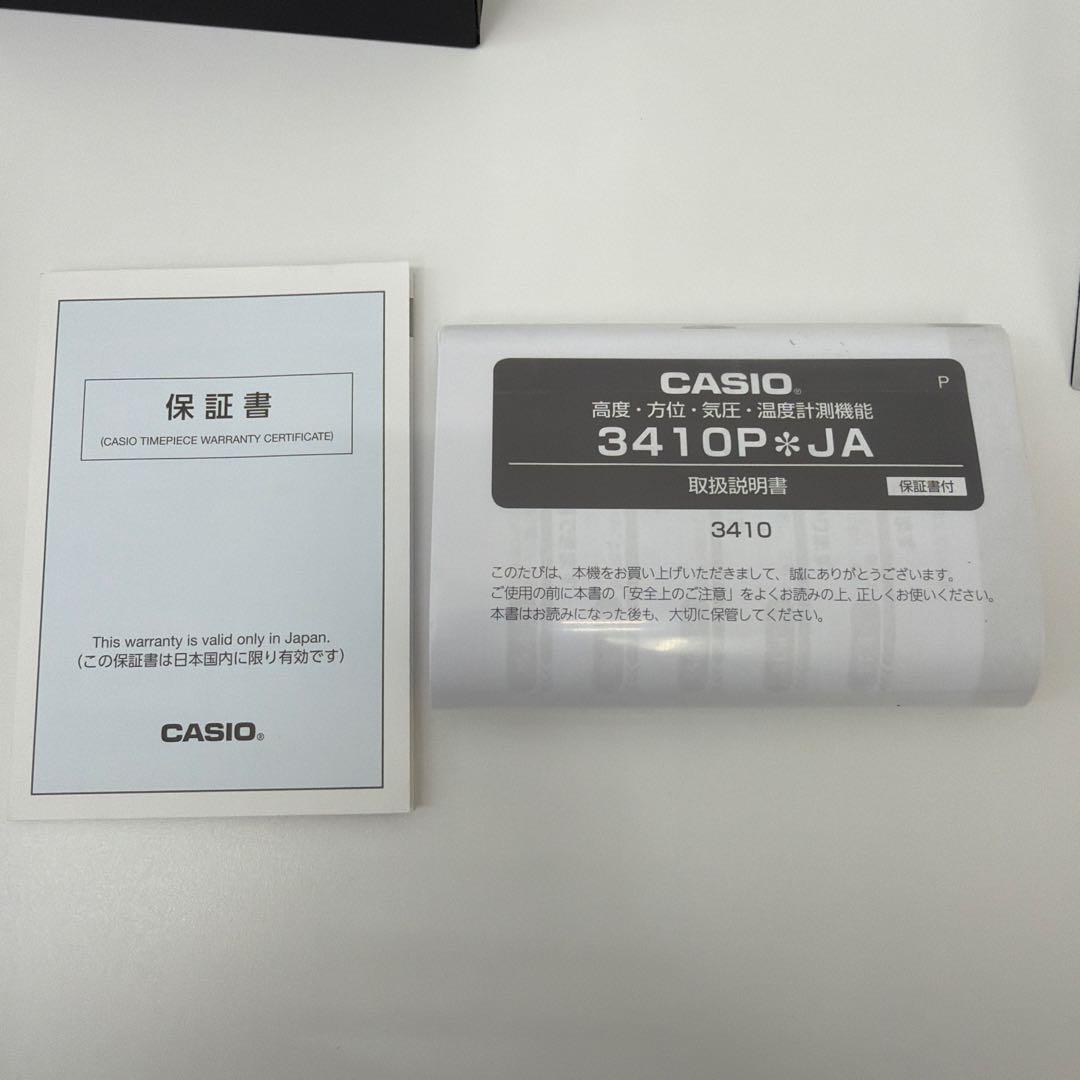 保証書
(CASIO TIMEPIECE WARRANTY CERTIFICATE)
This warranty is valid only in Japan.
(この保証書は日本国内に限り有効です)
CASIO®
CASIO®
P
高度・方位・気圧・温度計測機能
3410P✻JA
取扱説明書
保証書付
3410
このたびは、本機をお買い上げいただきまして、誠にありがとうございます。
ご使用の前に本書の「安全上のご注意」をよくお読みの上、正しくお使いください。
本書はお読みになった後も、大切に保管してください。